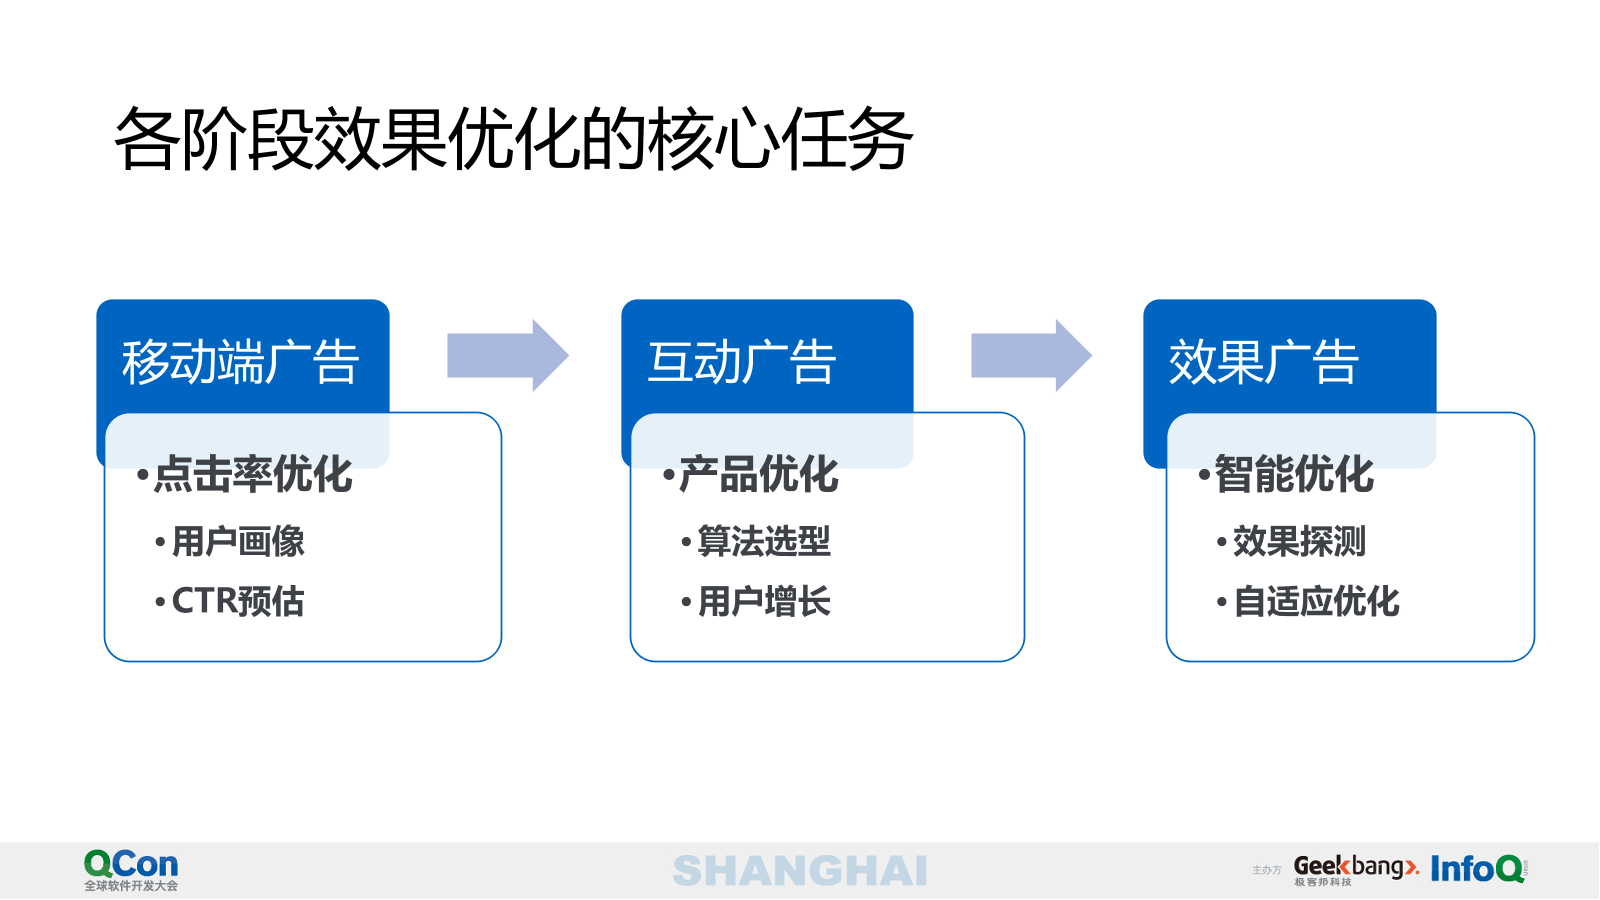 各阶段效果优化的核心任务
移动端广告
•点击率优化
•用户画像
•CTR预估
互动广告
•产品优化
•算法选型
•用户增长
效果广告
•智能优化
•效果探测
•自适应优化
QCon
全球软件开发大会
SHANGHAI
主办方
Geekbang>.
极客邦科技
InfoQ